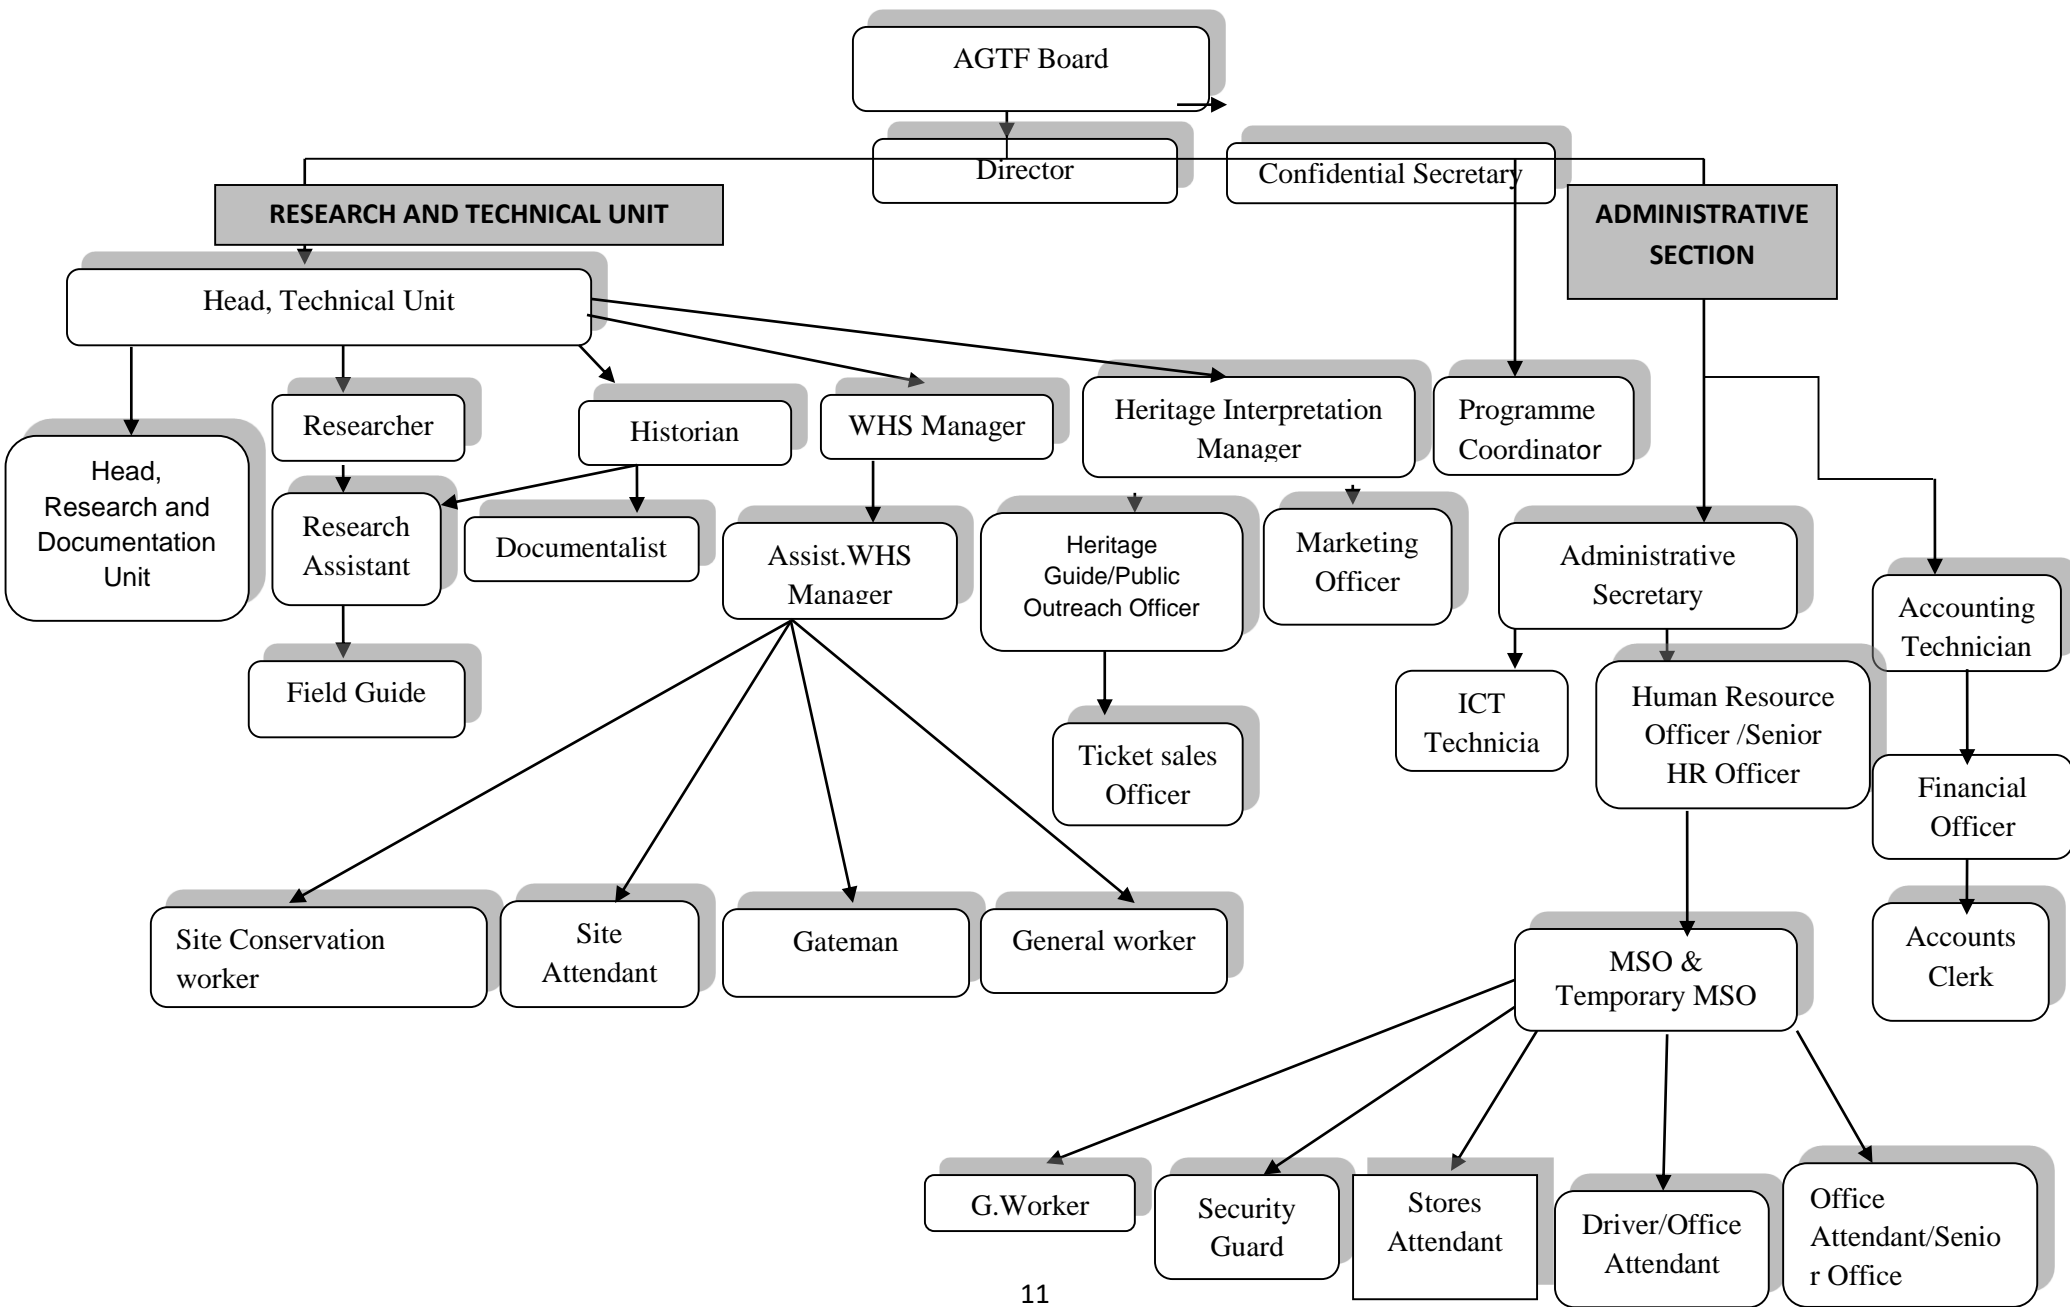 AGTF Board
Director
Confidential Secretary
RESEARCH AND TECHNICAL UNIT
ADMINISTRATIVE
SECTION
Head, Technical Unit
Head,
Research and
Documentation
Unit
Researcher
Historian
WHS Manager
Heritage Interpretation
Manager
Programme
Coordinator
Research
Assistant
Documentalist
Assist.WHS
Manager
Heritage
Guide/Public
Outreach Officer
Marketing
Officer
Administrative
Secretary
Accounting
Technician
Field Guide
Ticket sales
Officer
ICT
Technicia
Human Resource
Officer /Senior
HR Officer
Financial
Officer
Site Conservation
worker
Site
Attendant
Gateman
General worker
MSO &
Temporary MSO
Accounts
Clerk
G.Worker
Security
Guard
Stores
Attendant
Driver/Office
Attendant
Office
Attendant/Senio
r Office
11